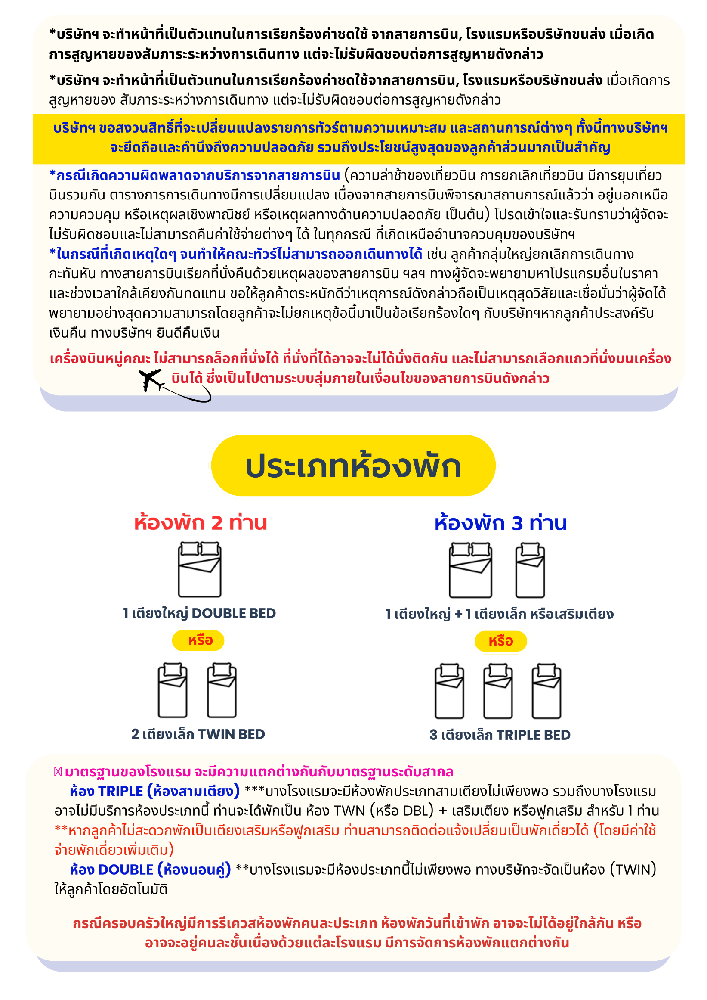 *บริษัทฯ จะทำหน้าที่เป็นตัวแทนในการเรียกร้องค่าชดใช้ จากสายการบิน, โรงแรมหรือบริษัทขนส่ง เมื่อเกิด
การสูญหายของสัมภาระระหว่างการเดินทาง แต่จะไม่รับผิดชอบต่อการสูญหายดังกล่าว
*บริษัทฯ จะทำหน้าที่เป็นตัวแทนในการเรียกร้องค่าชดใช้จากสายการบิน, โรงแรมหรือบริษัทขนส่ง เมื่อเกิดการ
สูญหายของ สัมภาระระหว่างการเดินทาง แต่จะไม่รับผิดชอบต่อการสูญหายดังกล่าว
บริษัทฯ ขอสงวนสิทธิ์ที่จะเปลี่ยนแปลงรายการทัวร์ตามความเหมาะสม และสถานการณ์ต่างๆ ทั้งนี้ทางบริษัทฯ
จะยึดถือและคำนึงถึงความปลอดภัย รวมถึงประโยชน์สูงสุดของลูกค้าส่วนมากเป็นสำคัญ
*กรณีเกิดความผิดพลาดจากบริการจากสายการบิน (ความล่าช้าของเที่ยวบิน การยกเลิกเที่ยวบิน มีการยุบเที่ยว
บินรวมกัน ตารางการการเดินทางมีการเปลี่ยนแปลง เนื่องจากสายการบินพิจารณาสถานการณ์แล้วว่า อยู่นอกเหนือ
ความควบคุม หรือเหตุผลเชิงพาณิชย์ หรือเหตุผลทางด้านความปลอดภัย เป็นต้น) โปรดเข้าใจและรับทราบว่าผู้จัดจะ
ไม่รับผิดชอบและไม่สามารถคืนค่าใช้จ่ายต่างๆ ได้ ในทุกกรณี ที่เกิดเหนืออำนาจควบคุมของบริษัทฯ
*ในกรณีที่เกิดเหตุใดๆ จนทำให้คณะทัวร์ไม่สามารถออกเดินทางได้ เช่น ลูกค้ากลุ่มใหญ่ยกเลิกการเดินทาง
กะทันหัน ทางสายการบินเรียกที่นั่งคืนด้วยเหตุผลของสายการบิน ฯลฯ ทางผู้จัดจะพยายามหาโปรแกรมอื่นในราคา
และช่วงเวลาใกล้เคียงกันทดแทน ขอให้ลูกค้าตระหนักดีว่าเหตุการณ์ดังกล่าวถือเป็นเหตุสุดวิสัยและเชื่อมั่นว่าผู้จัดได้
พยายามอย่างสุดความสามารถโดยลูกค้าจะไม่ยกเหตุข้อนี้มาเป็นข้อเรียกร้องใดๆ กับบริษัทฯหากลูกค้าประสงค์รับ
เงินคืน ทางบริษัทฯ ยินดีคืนเงิน
เครื่องบินหมู่คณะ ไม่สามารถล็อกที่นั่งได้ ที่นั่งที่ได้อาจจะไม่ได้นั่งติดกัน และไม่สามารถเลือกแถวที่นั่งบนเครื่อง
บินได้ ซึ่งเป็นไปตามระบบสุ่มภายในเงื่อนไขของสายการบินดังกล่าว
ประเภทห้องพัก
ห้องพัก 2 ท่าน
1 เตียงใหญ่ DOUBLE BED
หรือ
2 เตียงเล็ก TWIN BED
ห้องพัก 3 ท่าน
1 เตียงใหญ่ + 1 เตียงเล็ก หรือเสริมเตียง
หรือ
3 เตียงเล็ก TRIPLE BED
มาตรฐานของโรงแรม จะมีความแตกต่างกันกับมาตรฐานระดับสากล
ห้อง TRIPLE (ห้องสามเตียง) ***บางโรงแรมจะมีห้องพักประเภทสามเตียงไม่เพียงพอ รวมถึงบางโรงแรม
อาจไม่มีบริการห้องประเภทนี้ ท่านจะได้พักเป็น ห้อง TWN (หรือ DBL) + เสริมเตียง หรือฟูกเสริม สำหรับ 1 ท่าน
**หากลูกค้าไม่สะดวกพักเป็นเตียงเสริมหรือฟูกเสริม ท่านสามารถติดต่อแจ้งเปลี่ยนเป็นพักเดี่ยวได้ (โดยมีค่าใช้
จ่ายพักเดี่ยวเพิ่มเติม)
ห้อง DOUBLE (ห้องนอนคู่) **บางโรงแรมจะมีห้องประเภทนี้ไม่เพียงพอ ทางบริษัทจะจัดเป็นห้อง (TWIN)
ให้ลูกค้าโดยอัตโนมัติ
กรณีครอบครัวใหญ่มีการรีเควสห้องพักคนละประเภท ห้องพักวันที่เข้าพัก อาจจะไม่ได้อยู่ใกล้กัน หรือ
อาจจะอยู่คนละชั้นเนื่องด้วยแต่ละโรงแรม มีการจัดการห้องพักแตกต่างกัน